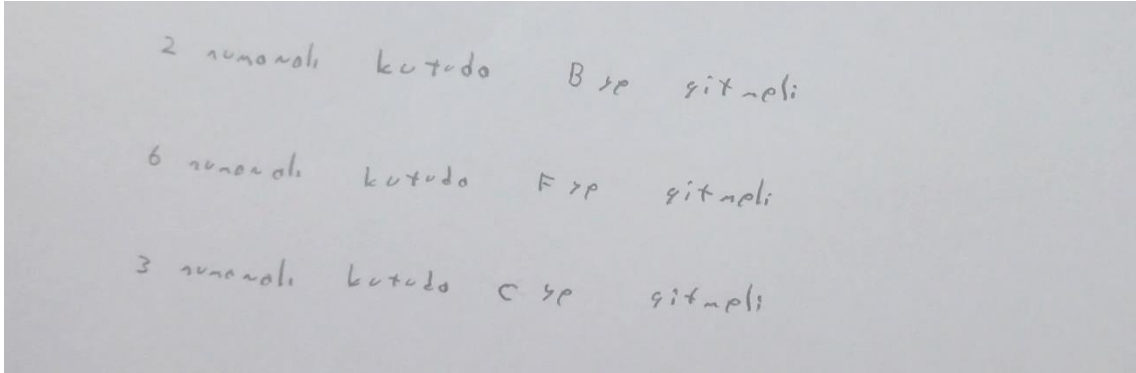 2 numaralı kutuda B ye gitmeli
6 numaralı kutuda F ye gitmeli
3 numaralı kutuda C ye gitmeli